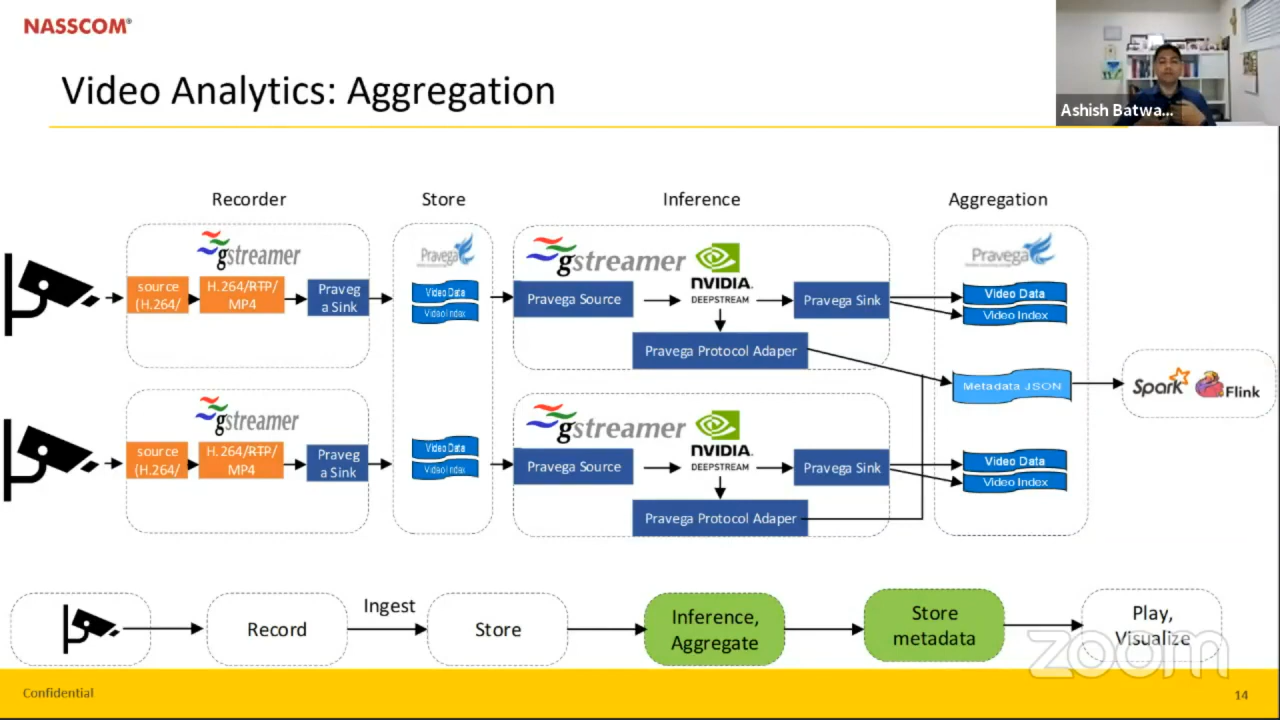 NASSCOM®
Video Analytics: Aggregation
Ashish Batwa...
Recorder
Store
Inference
Aggregation
gstreamer
source
(H.264/
H.264/RTP/
MP4
Praveg
a Sink
Pravega
Video Data
Video Index
gstreamer
Pravega Source
NVIDIA.
DEEPSTREAM
Pravega Sink
Pravega Protocol Adaper
Pravega
Video Data
Video Index
Metadata JSON
Spark
Flink
gstreamer
source
(H.264/
H.264/RTP/
MP4
Praveg
a Sink
Video Data
Video Index
gstreamer
Pravega Source
NVIDIA.
DEEPSTREAM
Pravega Sink
Pravega Protocol Adaper
Video Data
Video Index
Record
Ingest
Store
Inference,
Aggregate
Store
metadata
Play,
Visualize
zoom
Confidential
14